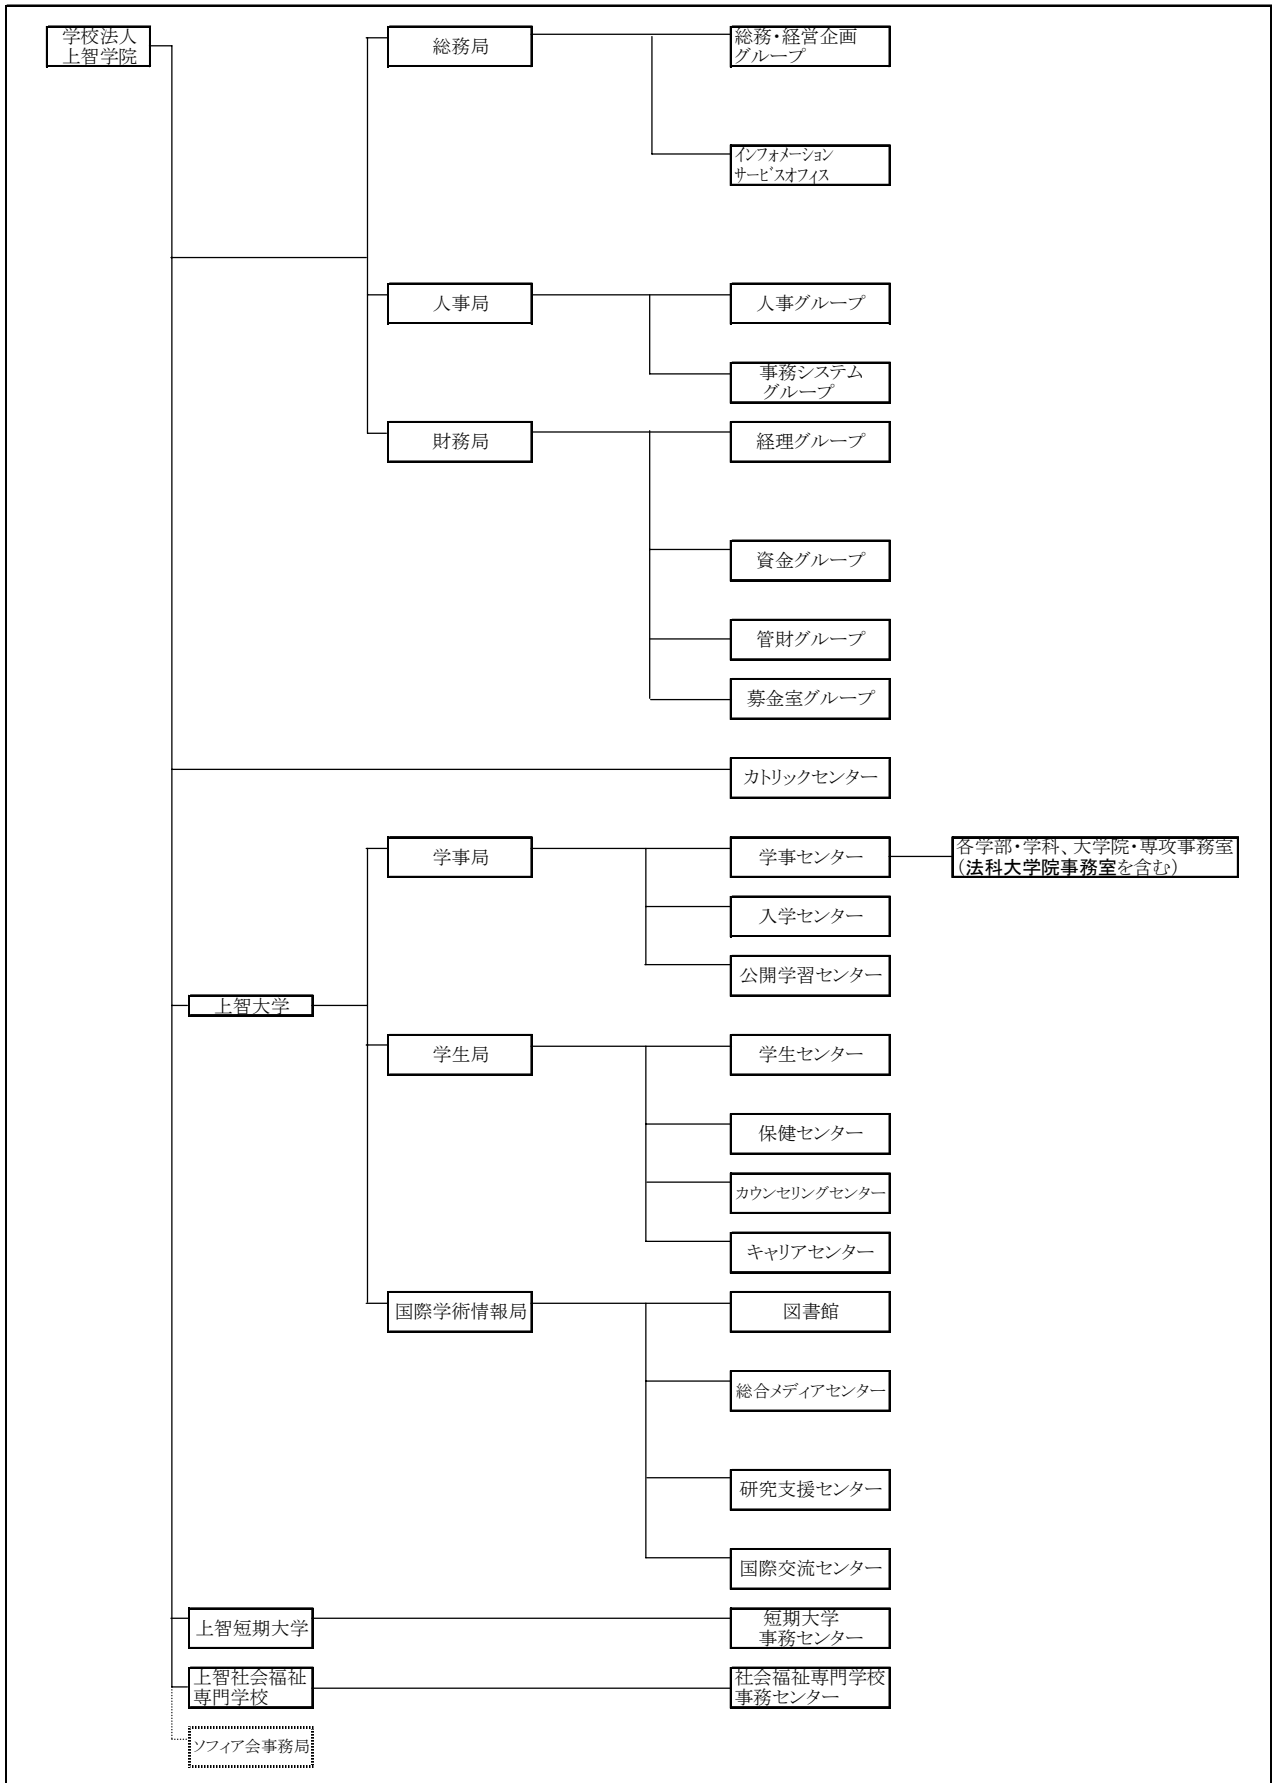 学校法人
上智学院
総務局
総務・経営企画
グループ
インフォメーション
サービスオフィス
人事局
人事グループ
事務システム
グループ
財務局
経理グループ
資金グループ
管財グループ
募金室グループ
カトリックセンター
学事局
学事センター
各学部・学科、大学院・専攻事務室
（法科大学院事務室を含む）
入学センター
公開学習センター
上智大学
学生局
学生センター
保健センター
カウンセリングセンター
キャリアセンター
国際学術情報局
図書館
総合メディアセンター
研究支援センター
国際交流センター
上智短期大学
短期大学
事務センター
上智社会福祉
専門学校
社会福祉専門学校
事務センター
ソフィア会事務局